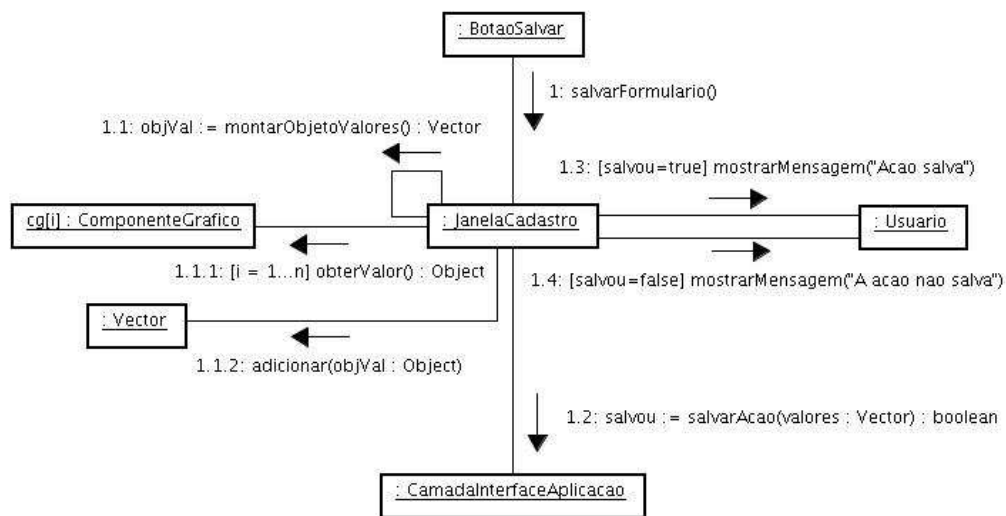 : BotaoSalvar
1: salvarFormulario()
1.1: objVal := montarObjetoValores() : Vector
1.3: [salvou=true] mostrarMensagem("Acao salva")
cg[i] : ComponenteGrafico
: JanelaCadastro
: Usuario
1.1.1: [i = 1...n] obterValor() : Object
1.4: [salvou=false] mostrarMensagem("A acao nao salva")
: Vector
1.1.2: adicionar(objVal : Object)
1.2: salvou := salvarAcao(valores : Vector) : boolean
: CamadaInterfaceAplicacao